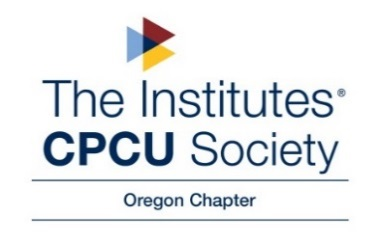 The Institutes®
CPCU Society
Oregon Chapter